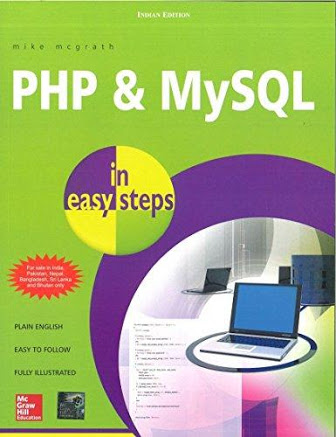 INDIAN EDITION
mike mcgrath
PHP & MySQL
in
easy steps
For sale in India,
Pakistan, Nepal,
Bangladesh, Sri Lanka
and Bhutan only
PLAIN ENGLISH
EASY TO FOLLOW
FULLY ILLUSTRATED
Mc
Graw
Hill
Education